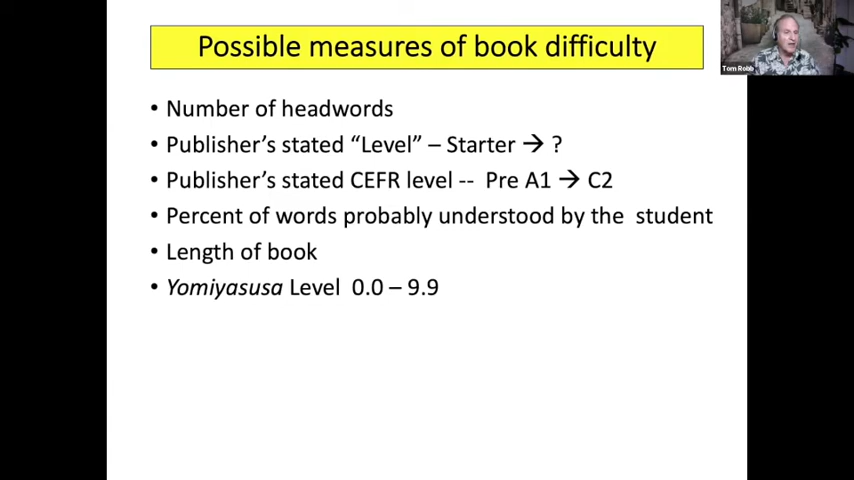 Possible measures of book difficulty
Tom Robb
• Number of headwords
• Publisher’s stated “Level” – Starter → ?
• Publisher’s stated CEFR level -- Pre A1 → C2
• Percent of words probably understood by the student
• Length of book
• Yomiyasusa Level 0.0 – 9.9